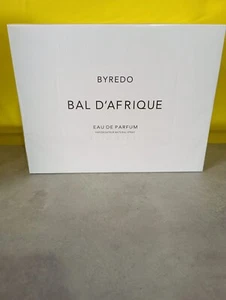 BYREDO
BAL D'AFRIQUE
EAU DE PARFUM